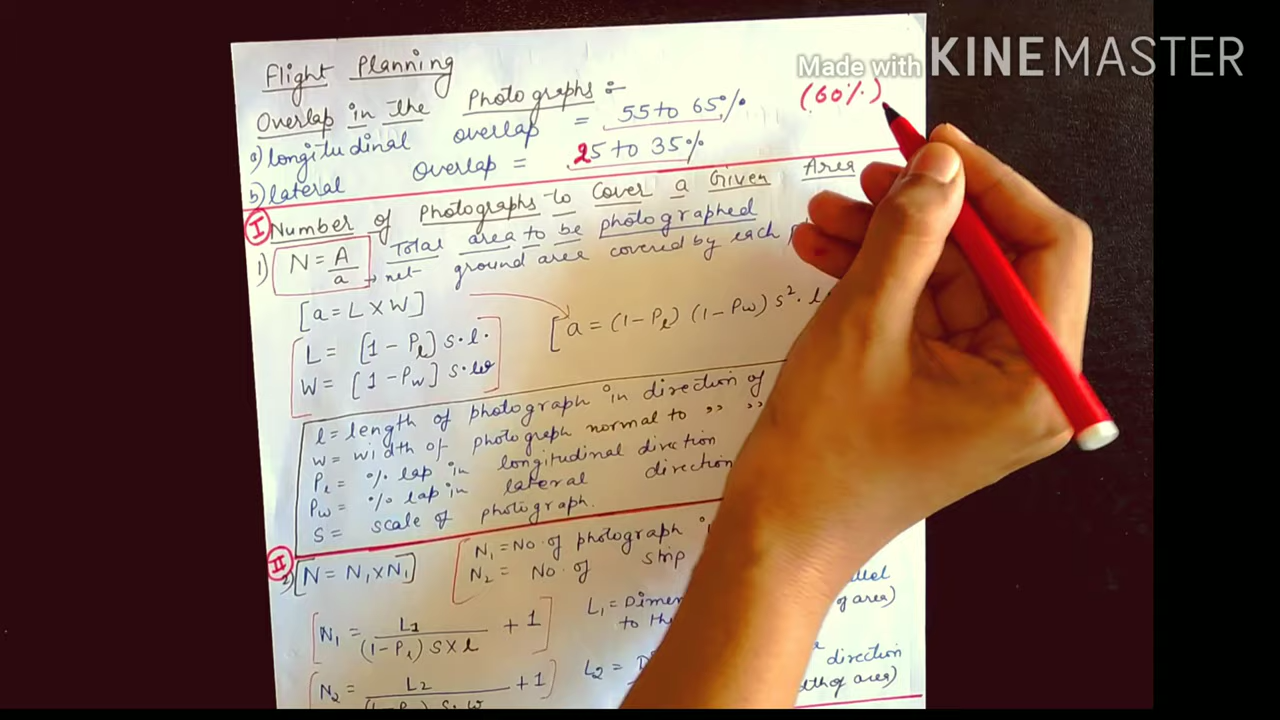 Made with KINEMASTER
Flight Planning
Overlap in the Photographs :-
a) longitudinal overlap = 55 to 65% (60%)
b) lateral Overlap = 25 to 35%
I Number of Photographs to Cover a Given Area
1) N = A/a Total area to be photographed
→ net ground area covered by each
[a = L X W]
[a = (1 - Pl) (1 - Pw) s². l
L = [1 - Pl] s. l.
W = [1 - Pw] s. w
l = length of photograph in direction of
w = width of photograph normal to ,, ,,
Pl = % lap in longitudinal direction
Pw = % lap in lateral direction
S = scale of photograph.
II
2) [N = N1 x N1]
N1 = No. of photograph
N2 = No. of strip
N1 = L1 / (1 - Pl) S X l + 1
L1 = to the of area)
N2 = L2 / s. w + 1
L2 = direction
of area)